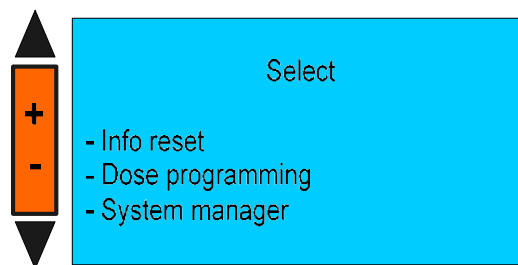 Select
+
- Info reset
-
- Dose programming
- System manager